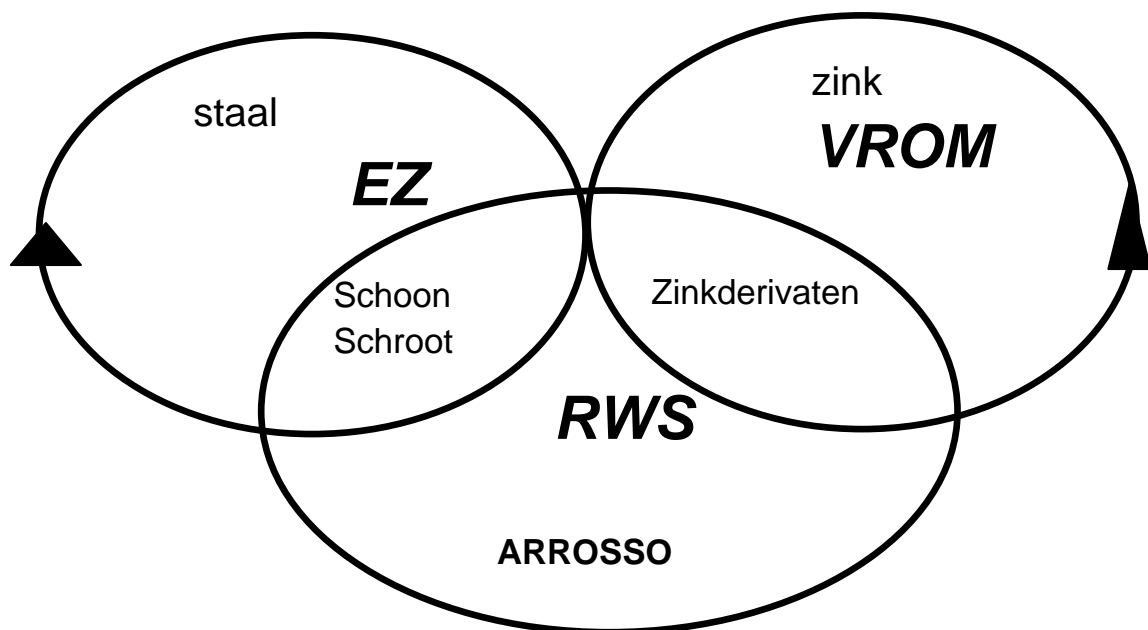 staal
zink
VROM
EZ
Schoon
Schroot
Zinkderivaten
RWS
ARROSSO